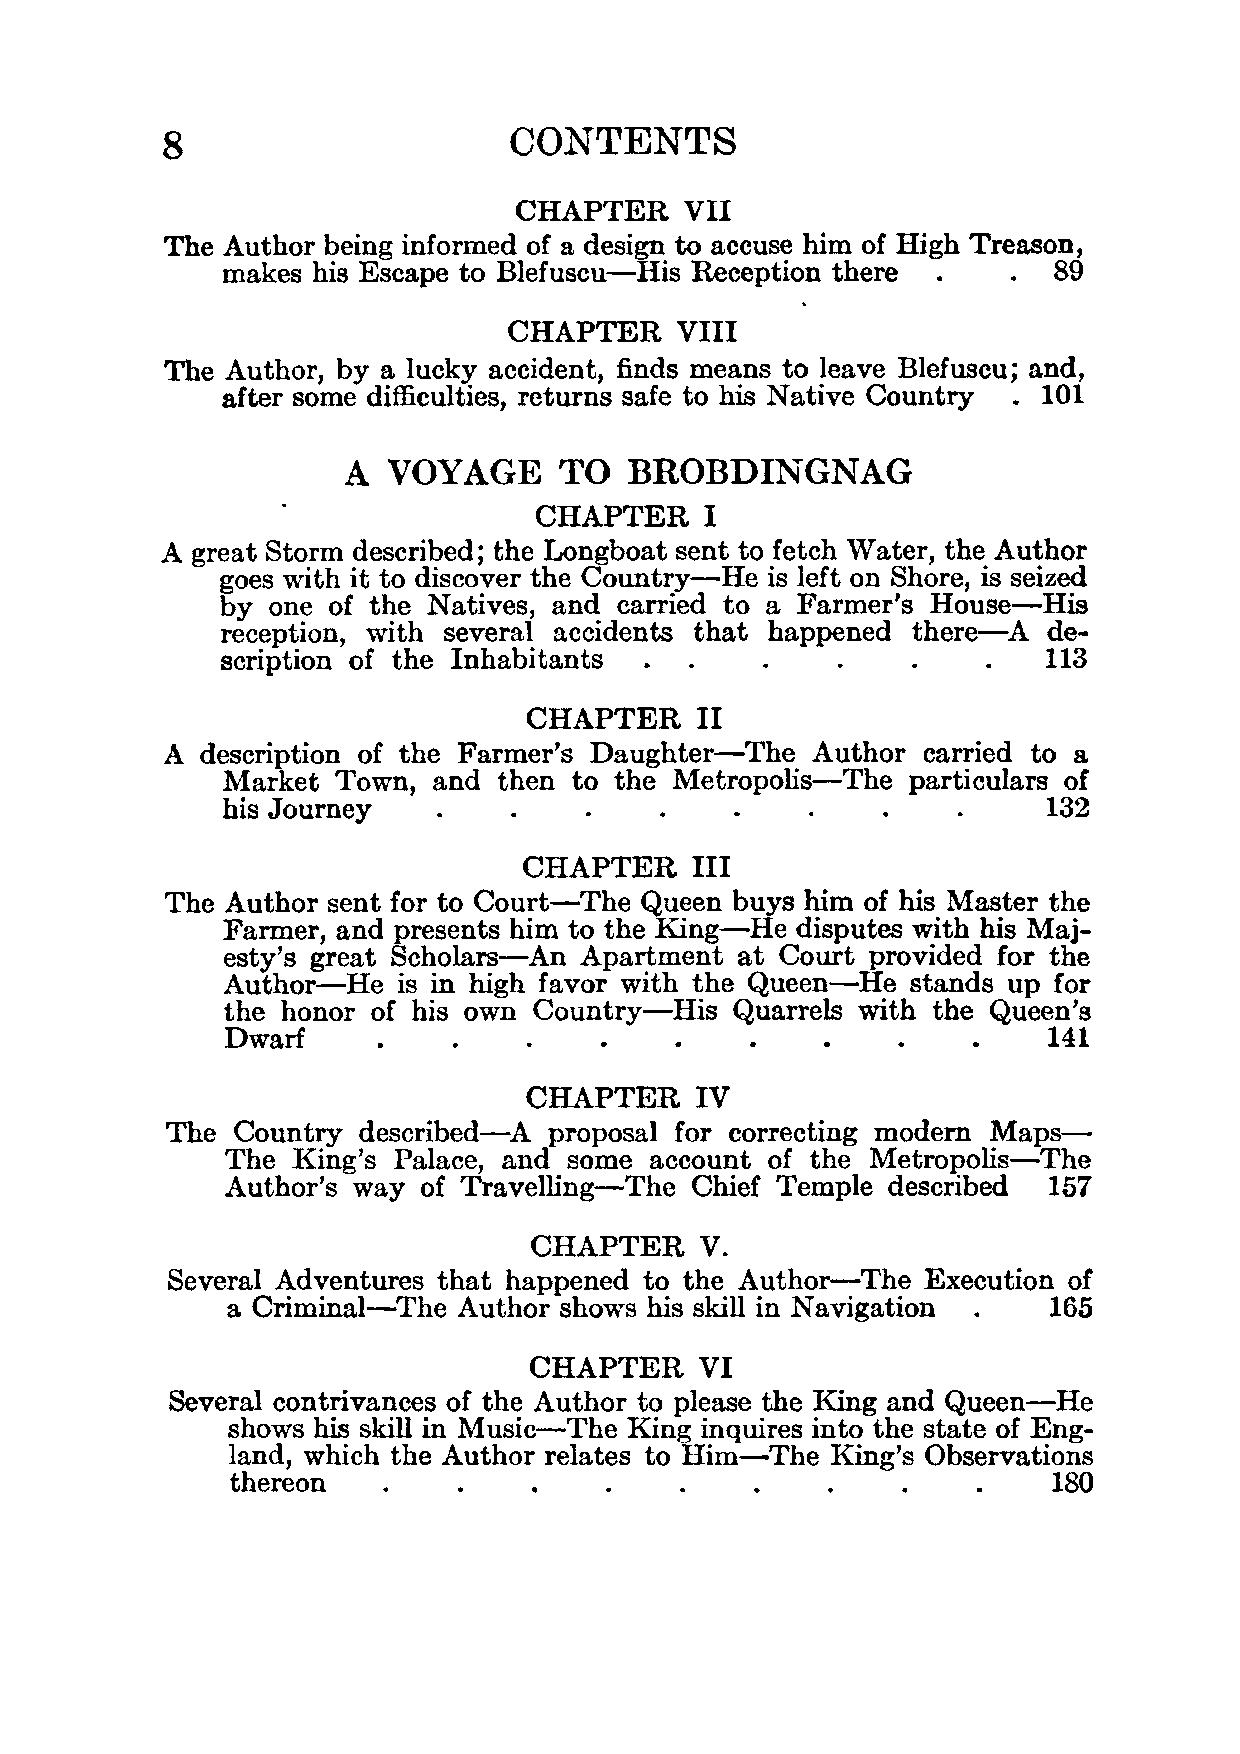 8 CONTENTS
CHAPTER VII
The Author being informed of a design to accuse him of High Treason,
makes his Escape to Blefuscu—His Reception there . . 89
CHAPTER VIII
The Author, by a lucky accident, finds means to leave Blefuscu; and,
after some difficulties, returns safe to his Native Country . 101
A VOYAGE TO BROBDINGNAG
CHAPTER I
A great Storm described; the Longboat sent to fetch Water, the Author
goes with it to discover the Country—He is left on Shore, is seized
by one of the Natives, and carried to a Farmer's House—His
reception, with several accidents that happened there—A de-
scription of the Inhabitants . . . . . . 113
CHAPTER II
A description of the Farmer's Daughter—The Author carried to a
Market Town, and then to the Metropolis—The particulars of
his Journey . . . . . . . . 132
CHAPTER III
The Author sent for to Court—The Queen buys him of his Master the
Farmer, and presents him to the King—He disputes with his Maj-
esty's great Scholars—An Apartment at Court provided for the
Author—He is in high favor with the Queen—He stands up for
the honor of his own Country—His Quarrels with the Queen's
Dwarf . . . . . . . . . 141
CHAPTER IV
The Country described—A proposal for correcting modern Maps—
The King's Palace, and some account of the Metropolis—The
Author's way of Travelling—The Chief Temple described 157
CHAPTER V.
Several Adventures that happened to the Author—The Execution of
a Criminal—The Author shows his skill in Navigation . 165
CHAPTER VI
Several contrivances of the Author to please the King and Queen—He
shows his skill in Music—The King inquires into the state of Eng-
land, which the Author relates to Him—The King's Observations
thereon . . . . . . . . . 180